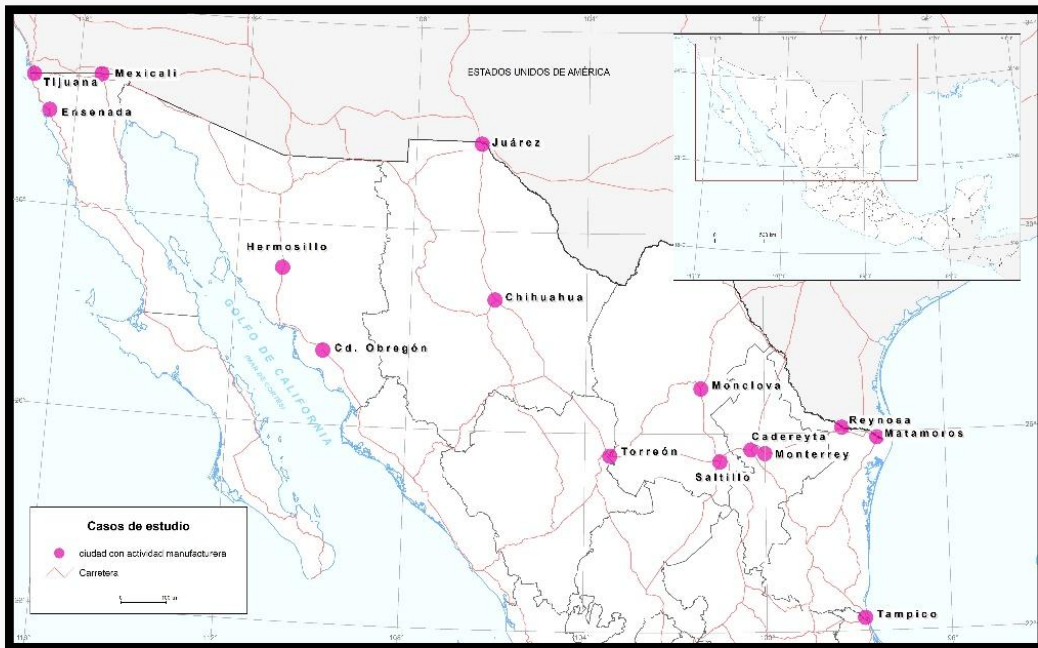 ESTADOS UNIDOS DE AMÉRICA
Tijuana
Mexicali
Ensenada
Juárez
Hermosillo
Chihuahua
GOLFO DE CALIFORNIA
Cd. Obregón
Monclova
Reynosa
Matamoros
Cadereyta
Monterrey
Torreón
Saltillo
Tampico
Casos de estudio
ciudad con actividad manufacturera
Carretera